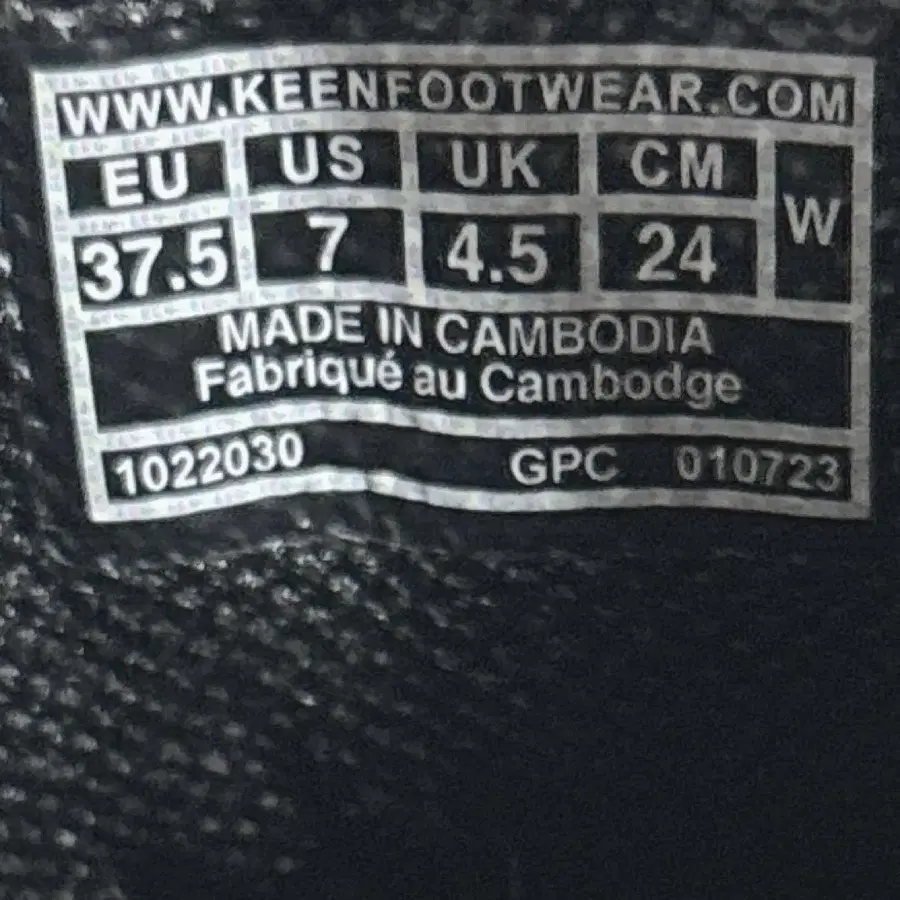 WWW.KEENFOOTWEAR.COM
EU US UK CM W
37.5 7 4.5 24
MADE IN CAMBODIA
Fabriqué au Cambodge
1022030 GPC 010723